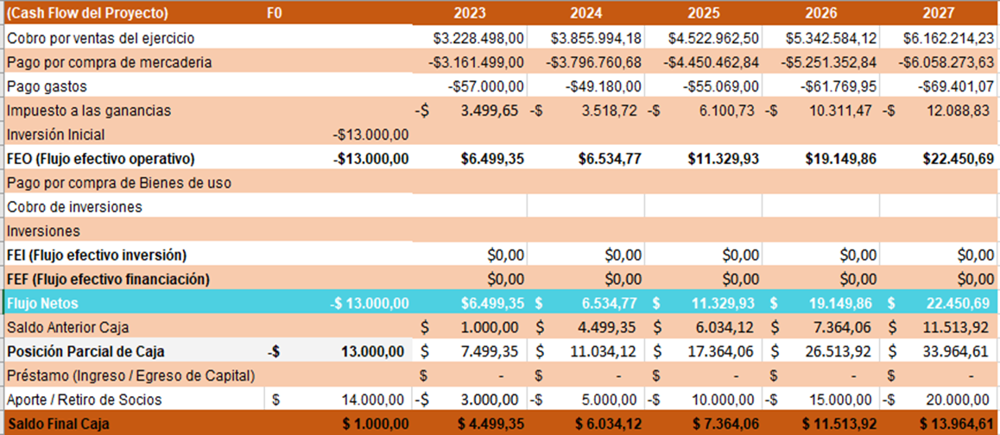 (Cash Flow del Proyecto) F0 2023 2024 2025 2026 2027
Cobro por ventas del ejercicio $3.228.498,00 $3.855.994,18 $4.522.962,50 $5.342.584,12 $6.162.214,23
Pago por compra de mercaderia -$3.161.499,00 -$3.796.760,68 -$4.450.462,84 -$5.251.352,84 -$6.058.273,63
Pago gastos -$57.000,00 -$49.180,00 -$55.069,00 -$61.769,95 -$69.401,07
Impuesto a las ganancias -$ 3.499,65 -$ 3.518,72 -$ 6.100,73 -$ 10.311,47 -$ 12.088,83
Inversión Inicial -$13.000,00
FEO (Flujo efectivo operativo) -$13.000,00 $6.499,35 $6.534,77 $11.329,93 $19.149,86 $22.450,69
Pago por compra de Bienes de uso
Cobro de inversiones
Inversiones
FEI (Flujo efectivo inversión) $0,00 $0,00 $0,00 $0,00 $0,00
FEF (Flujo efectivo financiación) $0,00 $0,00 $0,00 $0,00 $0,00
Flujo Netos -$ 13.000,00 $6.499,35 $ 6.534,77 $ 11.329,93 $ 19.149,86 $ 22.450,69
Saldo Anterior Caja $ 1.000,00 $ 4.499,35 $ 6.034,12 $ 7.364,06 $ 11.513,92
Posición Parcial de Caja -$ 13.000,00 $ 7.499,35 $ 11.034,12 $ 17.364,06 $ 26.513,92 $ 33.964,61
Préstamo (Ingreso / Egreso de Capital) $ - $ - $ - $ - $ -
Aporte / Retiro de Socios $ 14.000,00 -$ 3.000,00 -$ 5.000,00 -$ 10.000,00 -$ 15.000,00 -$ 20.000,00
Saldo Final Caja $ 1.000,00 $ 4.499,35 $ 6.034,12 $ 7.364,06 $ 11.513,92 $ 13.964,61